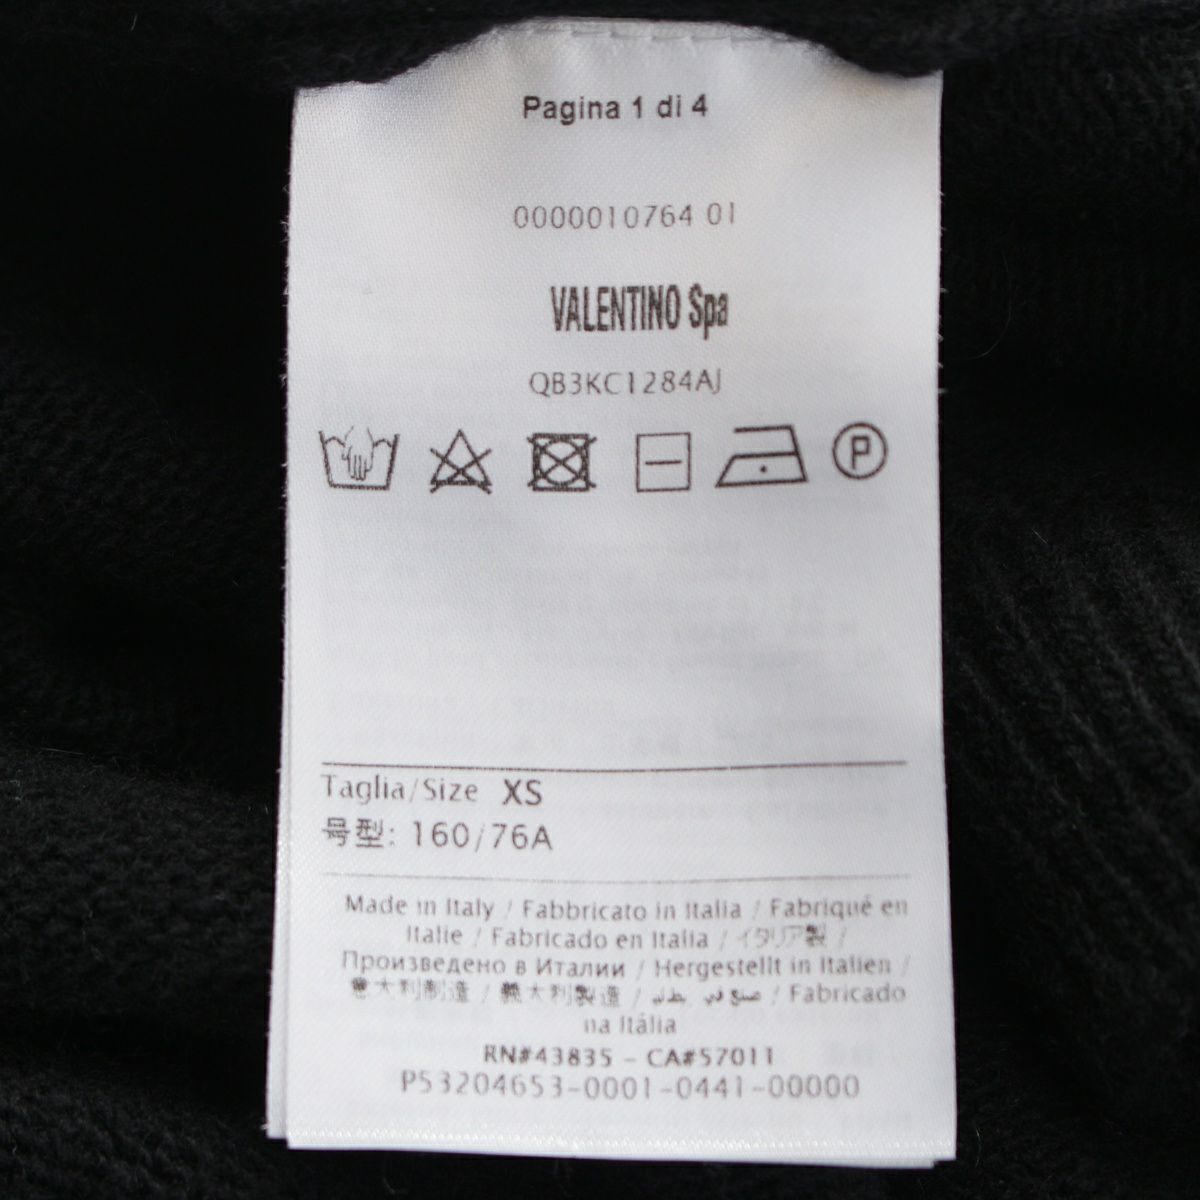 Pagina 1 di 4
0000010764 01
VALENTINO Spa
QB3KC1284AJ
P
Taglia/Size XS
号型: 160/76A
Made in Italy / Fabbricato in Italia / Fabriqué en
Italie / Fabricado en Italia / イタリア製 /
Произведено в Италии / Hergestellt in Italien /
意大利制造 / 義大利製造 / صنع في / Fabricado
na Itália
RN#43835 - CA#57011
P53204653-0001-0441-00000